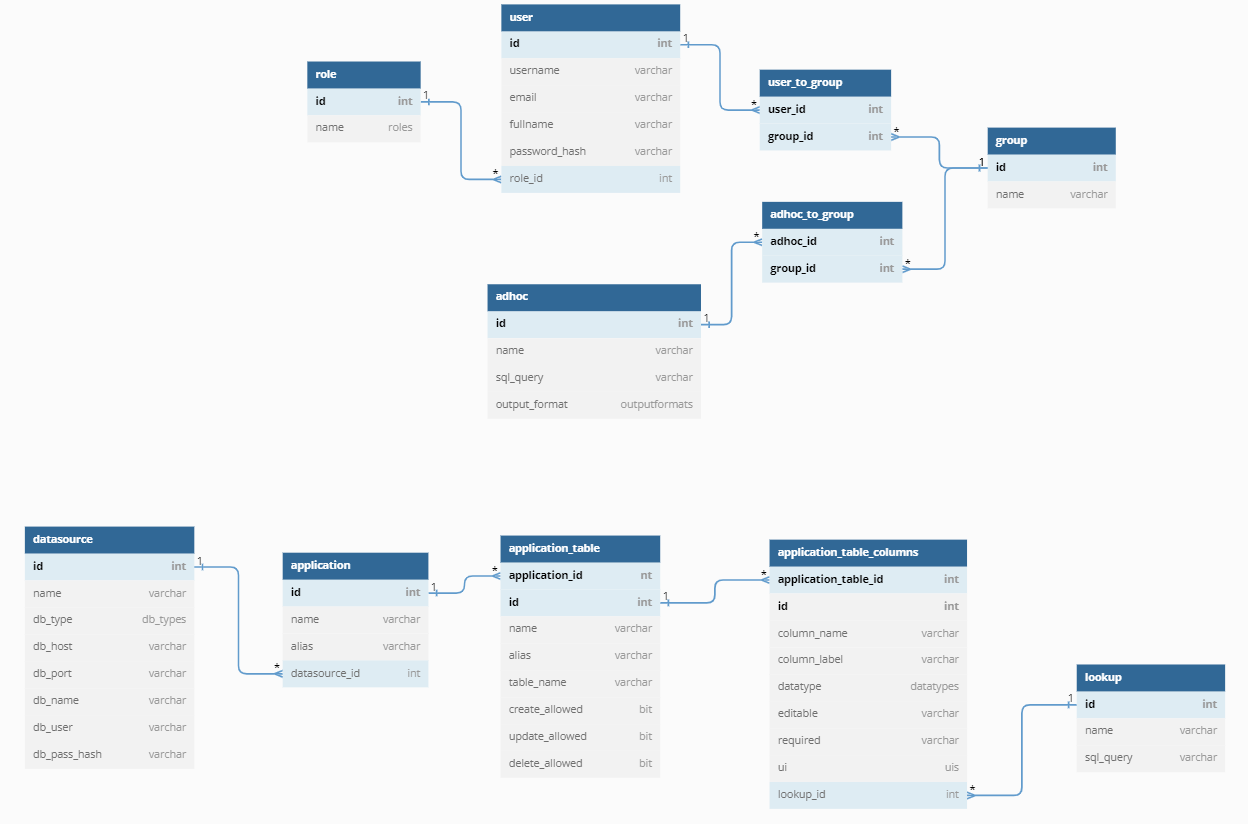 user
id int
username varchar
email varchar
fullname varchar
password_hash varchar
role_id int
1
*
role
id int
name roles
1
user_to_group
user_id int
group_id int
*
*
group
id int
name varchar
1
adhoc_to_group
adhoc_id int
group_id int
*
*
adhoc
id int
name varchar
sql_query varchar
output_format outputformats
1
datasource
id int
name varchar
db_type db_types
db_host varchar
db_port varchar
db_name varchar
db_user varchar
db_pass_hash varchar
1
application
id int
name varchar
alias varchar
datasource_id int
1
*
application_table
application_id nt
id int
name varchar
alias varchar
table_name varchar
create_allowed bit
update_allowed bit
delete_allowed bit
*
1
application_table_columns
application_table_id int
id int
column_name varchar
column_label varchar
datatype datatypes
editable varchar
required varchar
ui uis
lookup_id int
*
*
lookup
id int
name varchar
sql_query varchar
1